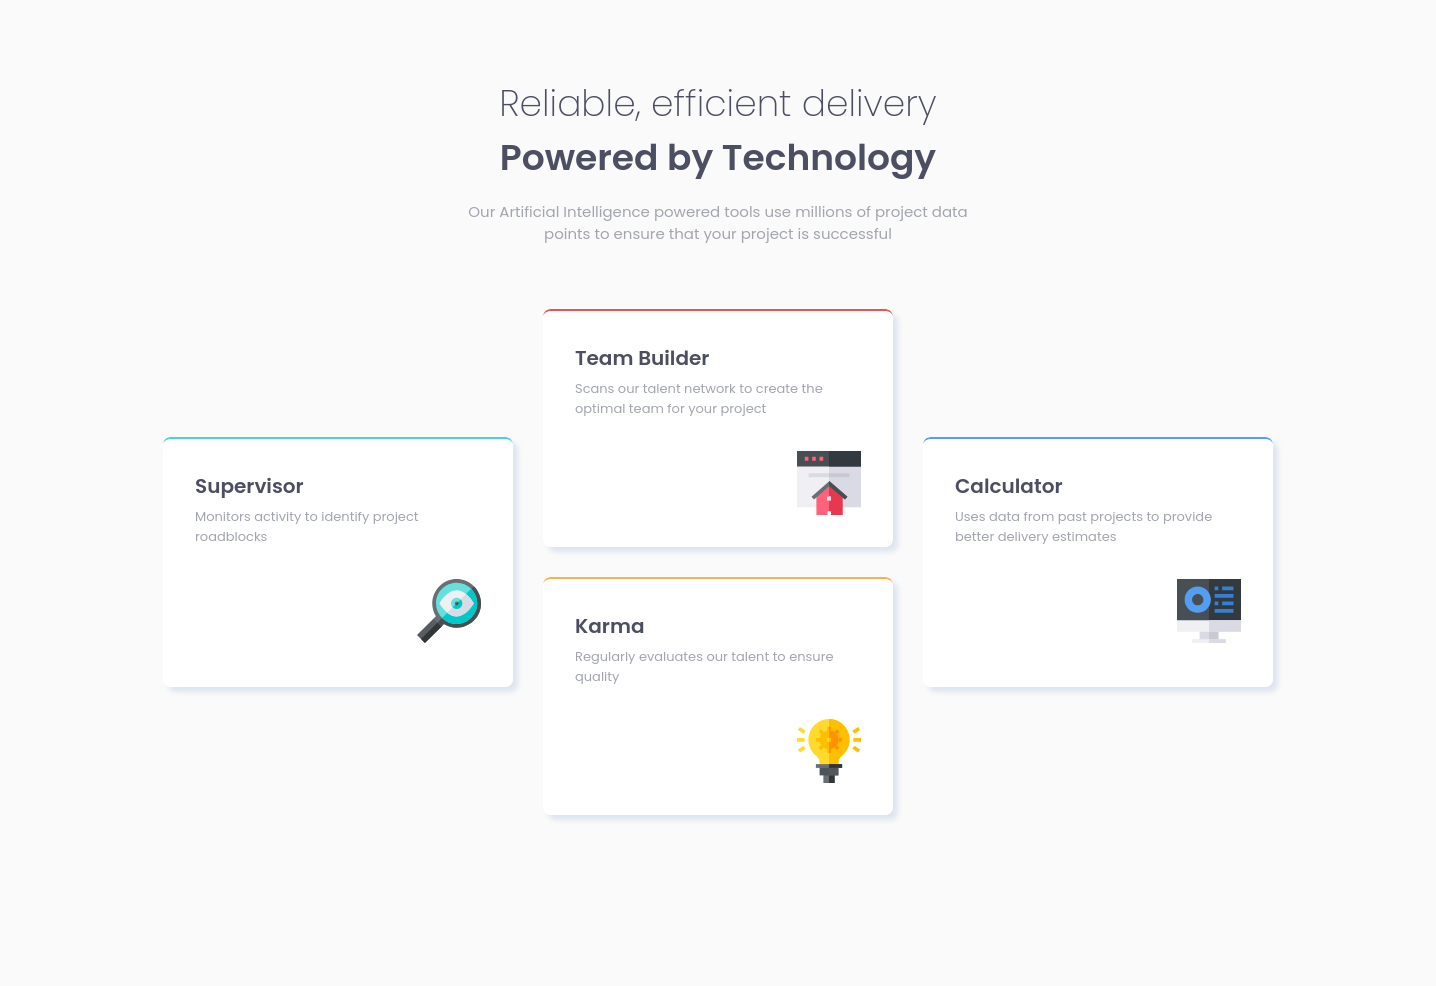 Reliable, efficient delivery
Powered by Technology
Our Artificial Intelligence powered tools use millions of project data
points to ensure that your project is successful
Supervisor
Monitors activity to identify project
roadblocks
Team Builder
Scans our talent network to create the
optimal team for your project
Karma
Regularly evaluates our talent to ensure
quality
Calculator
Uses data from past projects to provide
better delivery estimates